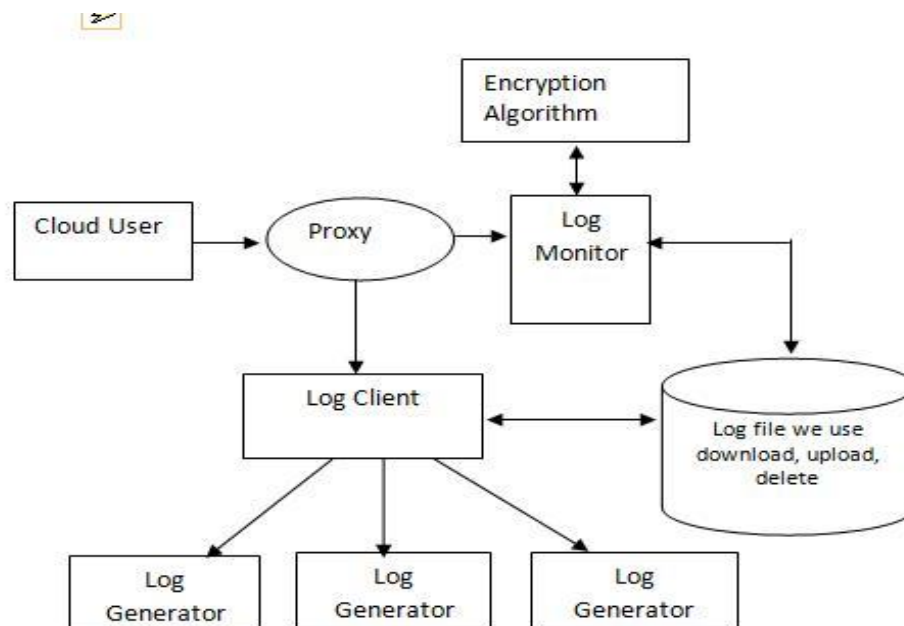 Encryption
Algorithm
Cloud User
Proxy
Log
Monitor
Log Client
Log file we use
download, upload,
delete
Log
Generator
Log
Generator
Log
Generator